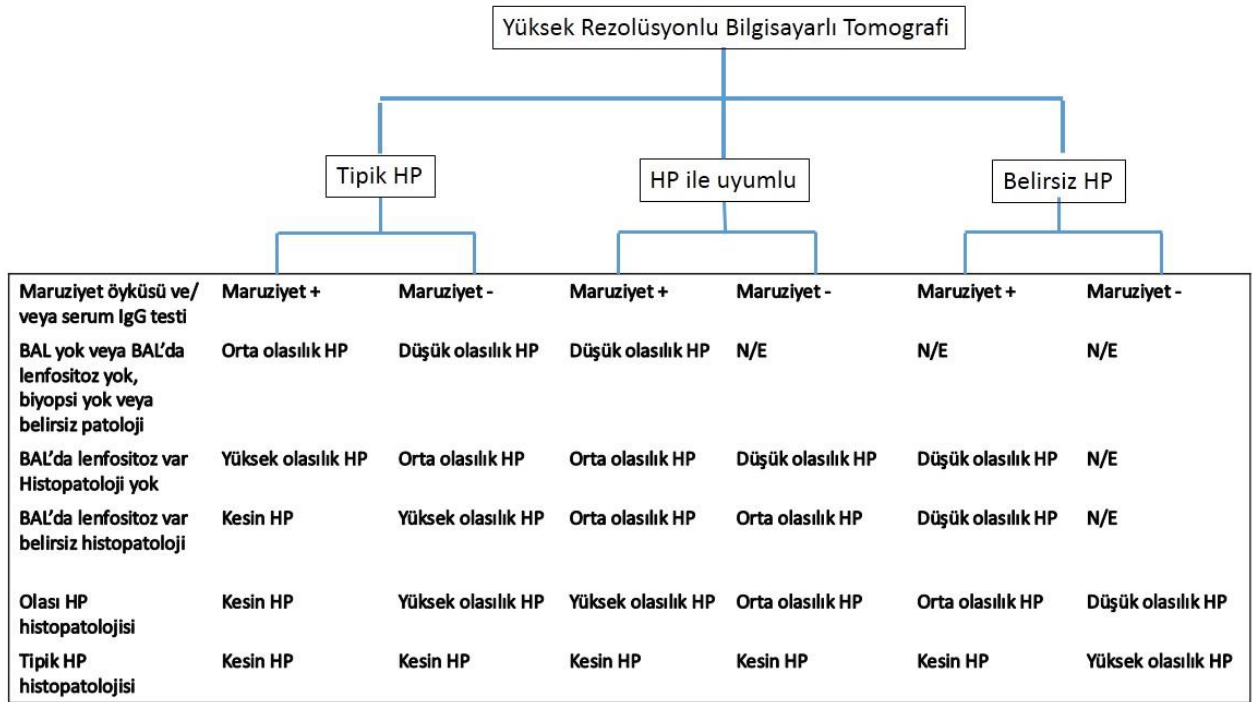 Yüksek Rezolüsyonlu Bilgisayarlı Tomografi
Tipik HP
HP ile uyumlu
Belirsiz HP
Maruziyet öyküsü ve/ Maruziyet + Maruziyet - Maruziyet + Maruziyet - Maruziyet + Maruziyet -
veya serum IgG testi
BAL yok veya BAL’da Orta olasılık HP Düşük olasılık HP Düşük olasılık HP N/E N/E N/E
lenfositoz yok,
biyopsi yok veya
belirsiz patoloji
BAL’da lenfositoz var Yüksek olasılık HP Orta olasılık HP Orta olasılık HP Düşük olasılık HP Düşük olasılık HP N/E
Histopatoloji yok
BAL’da lenfositoz var Kesin HP Yüksek olasılık HP Orta olasılık HP Orta olasılık HP Düşük olasılık HP N/E
belirsiz histopatoloji
Olası HP Kesin HP Yüksek olasılık HP Yüksek olasılık HP Orta olasılık HP Orta olasılık HP Düşük olasılık HP
histopatolojisi
Tipik HP Kesin HP Kesin HP Kesin HP Kesin HP Kesin HP Yüksek olasılık HP
histopatolojisi